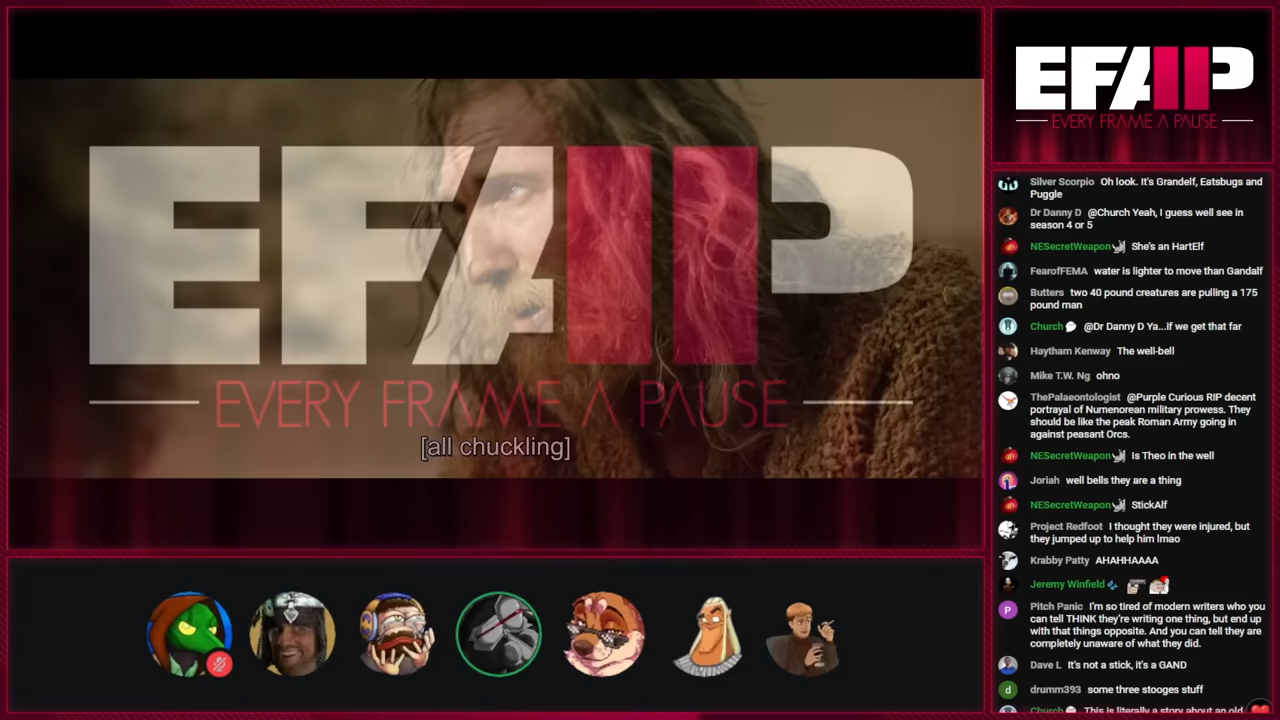 EFAP
EVERY FRAME A PAUSE
[all chuckling]
EFAP
EVERY FRAME A PAUSE
Silver Scorpio Oh look. It's Grandelf, Eatsbugs and
Puggle
Dr Danny D @Church Yeah, I guess well see in
season 4 or 5
NESecretWeapon She's an HartElf
FearofFEMA water is lighter to move than Gandalf
Butters two 40 pound creatures are pulling a 175
pound man
Church @Dr Danny D Ya...if we get that far
Haytham Kenway The well-bell
Mike T.W. Ng ohno
ThePalaeontologist @Purple Curious RIP decent
portrayal of Numenorean military prowess. They
should be like the peak Roman Army going in
against peasant Orcs.
NESecretWeapon Is Theo in the well
Joriah well bells they are a thing
NESecretWeapon StickAlf
Project Redfoot I thought they were injured, but
they jumped up to help him lmao
Krabby Patty AHAHHAAAA
Jeremy Winfield
P
Pitch Panic I'm so tired of modern writers who you
can tell THINK they're writing one thing, but end up
with that things opposite. And you can tell they are
completely unaware of what they did.
Dave L It's not a stick, it's a GAND
d
drumm393 some three stooges stuff
Church This is literally a story about an old